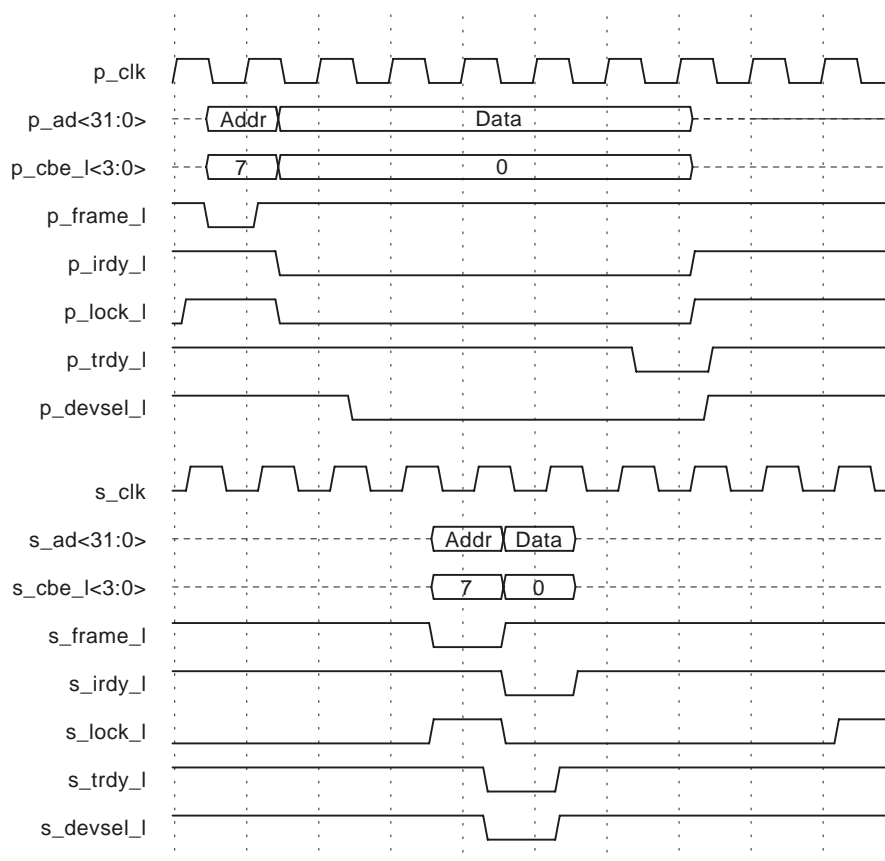 p_clk
p_ad<31:0> Addr Data
p_cbe_l<3:0> 7 0
p_frame_l
p_irdy_l
p_lock_l
p_trdy_l
p_devsel_l
s_clk
s_ad<31:0> Addr Data
s_cbe_l<3:0> 7 0
s_frame_l
s_irdy_l
s_lock_l
s_trdy_l
s_devsel_l